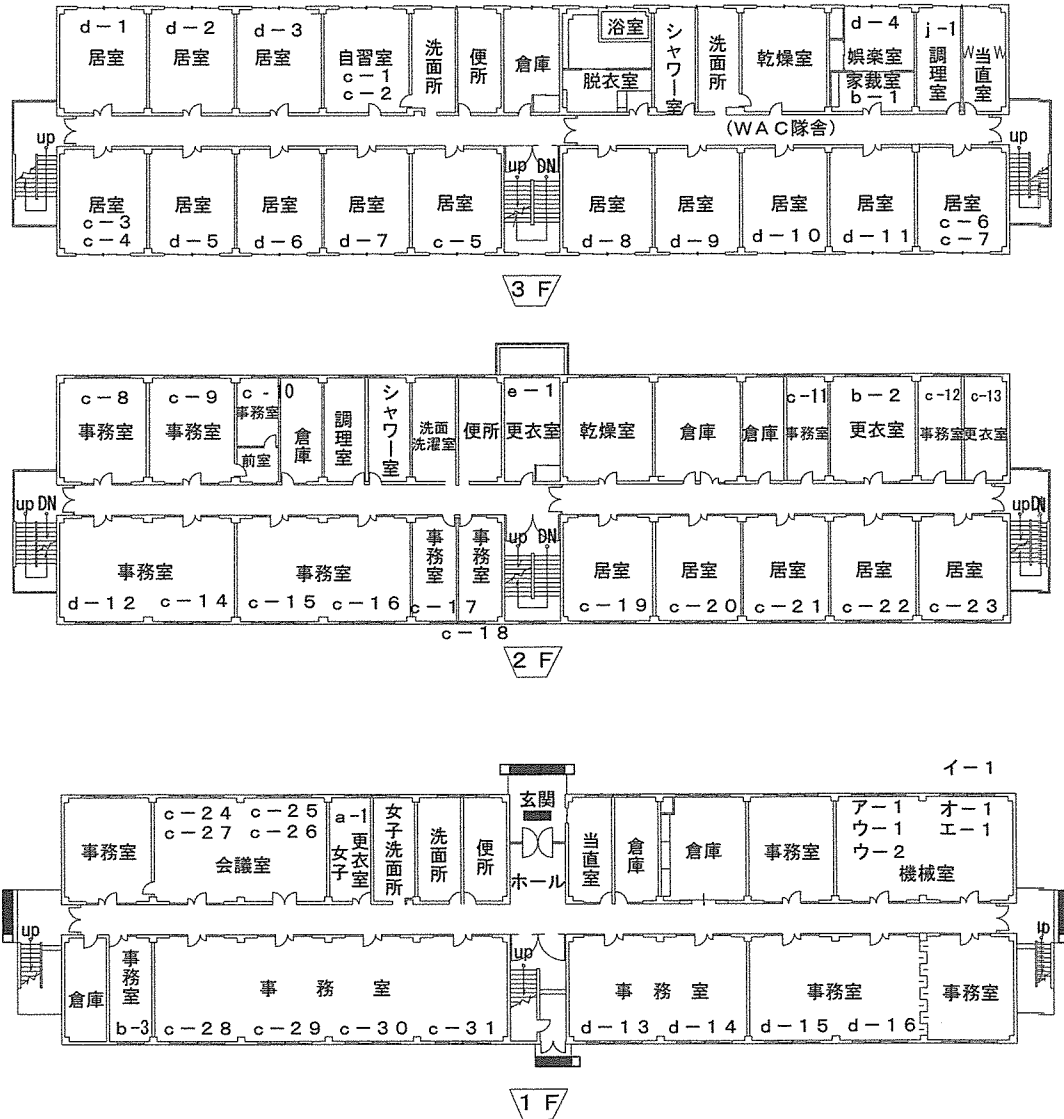 d－1 d－2 d－3
居室 居室 居室 自習室 洗面所 便所 倉庫 浴室 脱衣室 シャワー室 洗面所 乾燥室 d－4 娯楽室 j-1 調理室 W当直室W
c－1
c－2
家裁室
b－1
(WAC隊舎)
up up DN up
居室 居室 居室 居室 居室 居室 居室 居室 居室 居室
c－3
c－4 d－5 d－6 d－7 c－5 d－8 d－9 d－10 d－11 c－6
c－7
3 F
c－8 c－9 c－10 e－1 c-11 b－2 c-12 c-13
事務室 事務室 事務室 前室 倉庫 調理室 シャワー室 洗面洗濯室 便所 更衣室 乾燥室 倉庫 倉庫 事務室 更衣室 事務室 更衣室
up DN up DN up DN
事務室 事務室 事務室 事務室 居室 居室 居室 居室 居室
d－12 c－14 c－15 c－16 c－17 c－19 c－20 c－21 c－22 c－23
c－18
2 F
イ－1
玄関
c－24 c－25 a-1 ア－1 オ－1
c－27 c－26 ウ－1 エ－1
ウ－2
事務室 会議室 女子更衣室 女子洗面所 洗面所 便所 ホール 当直室 倉庫 倉庫 事務室 機械室
up up up
倉庫 事務室 事務室 事務室 事務室 事務室
b-3 c－28 c－29 c－30 c－31 d－13 d－14 d－15 d－16
1 F